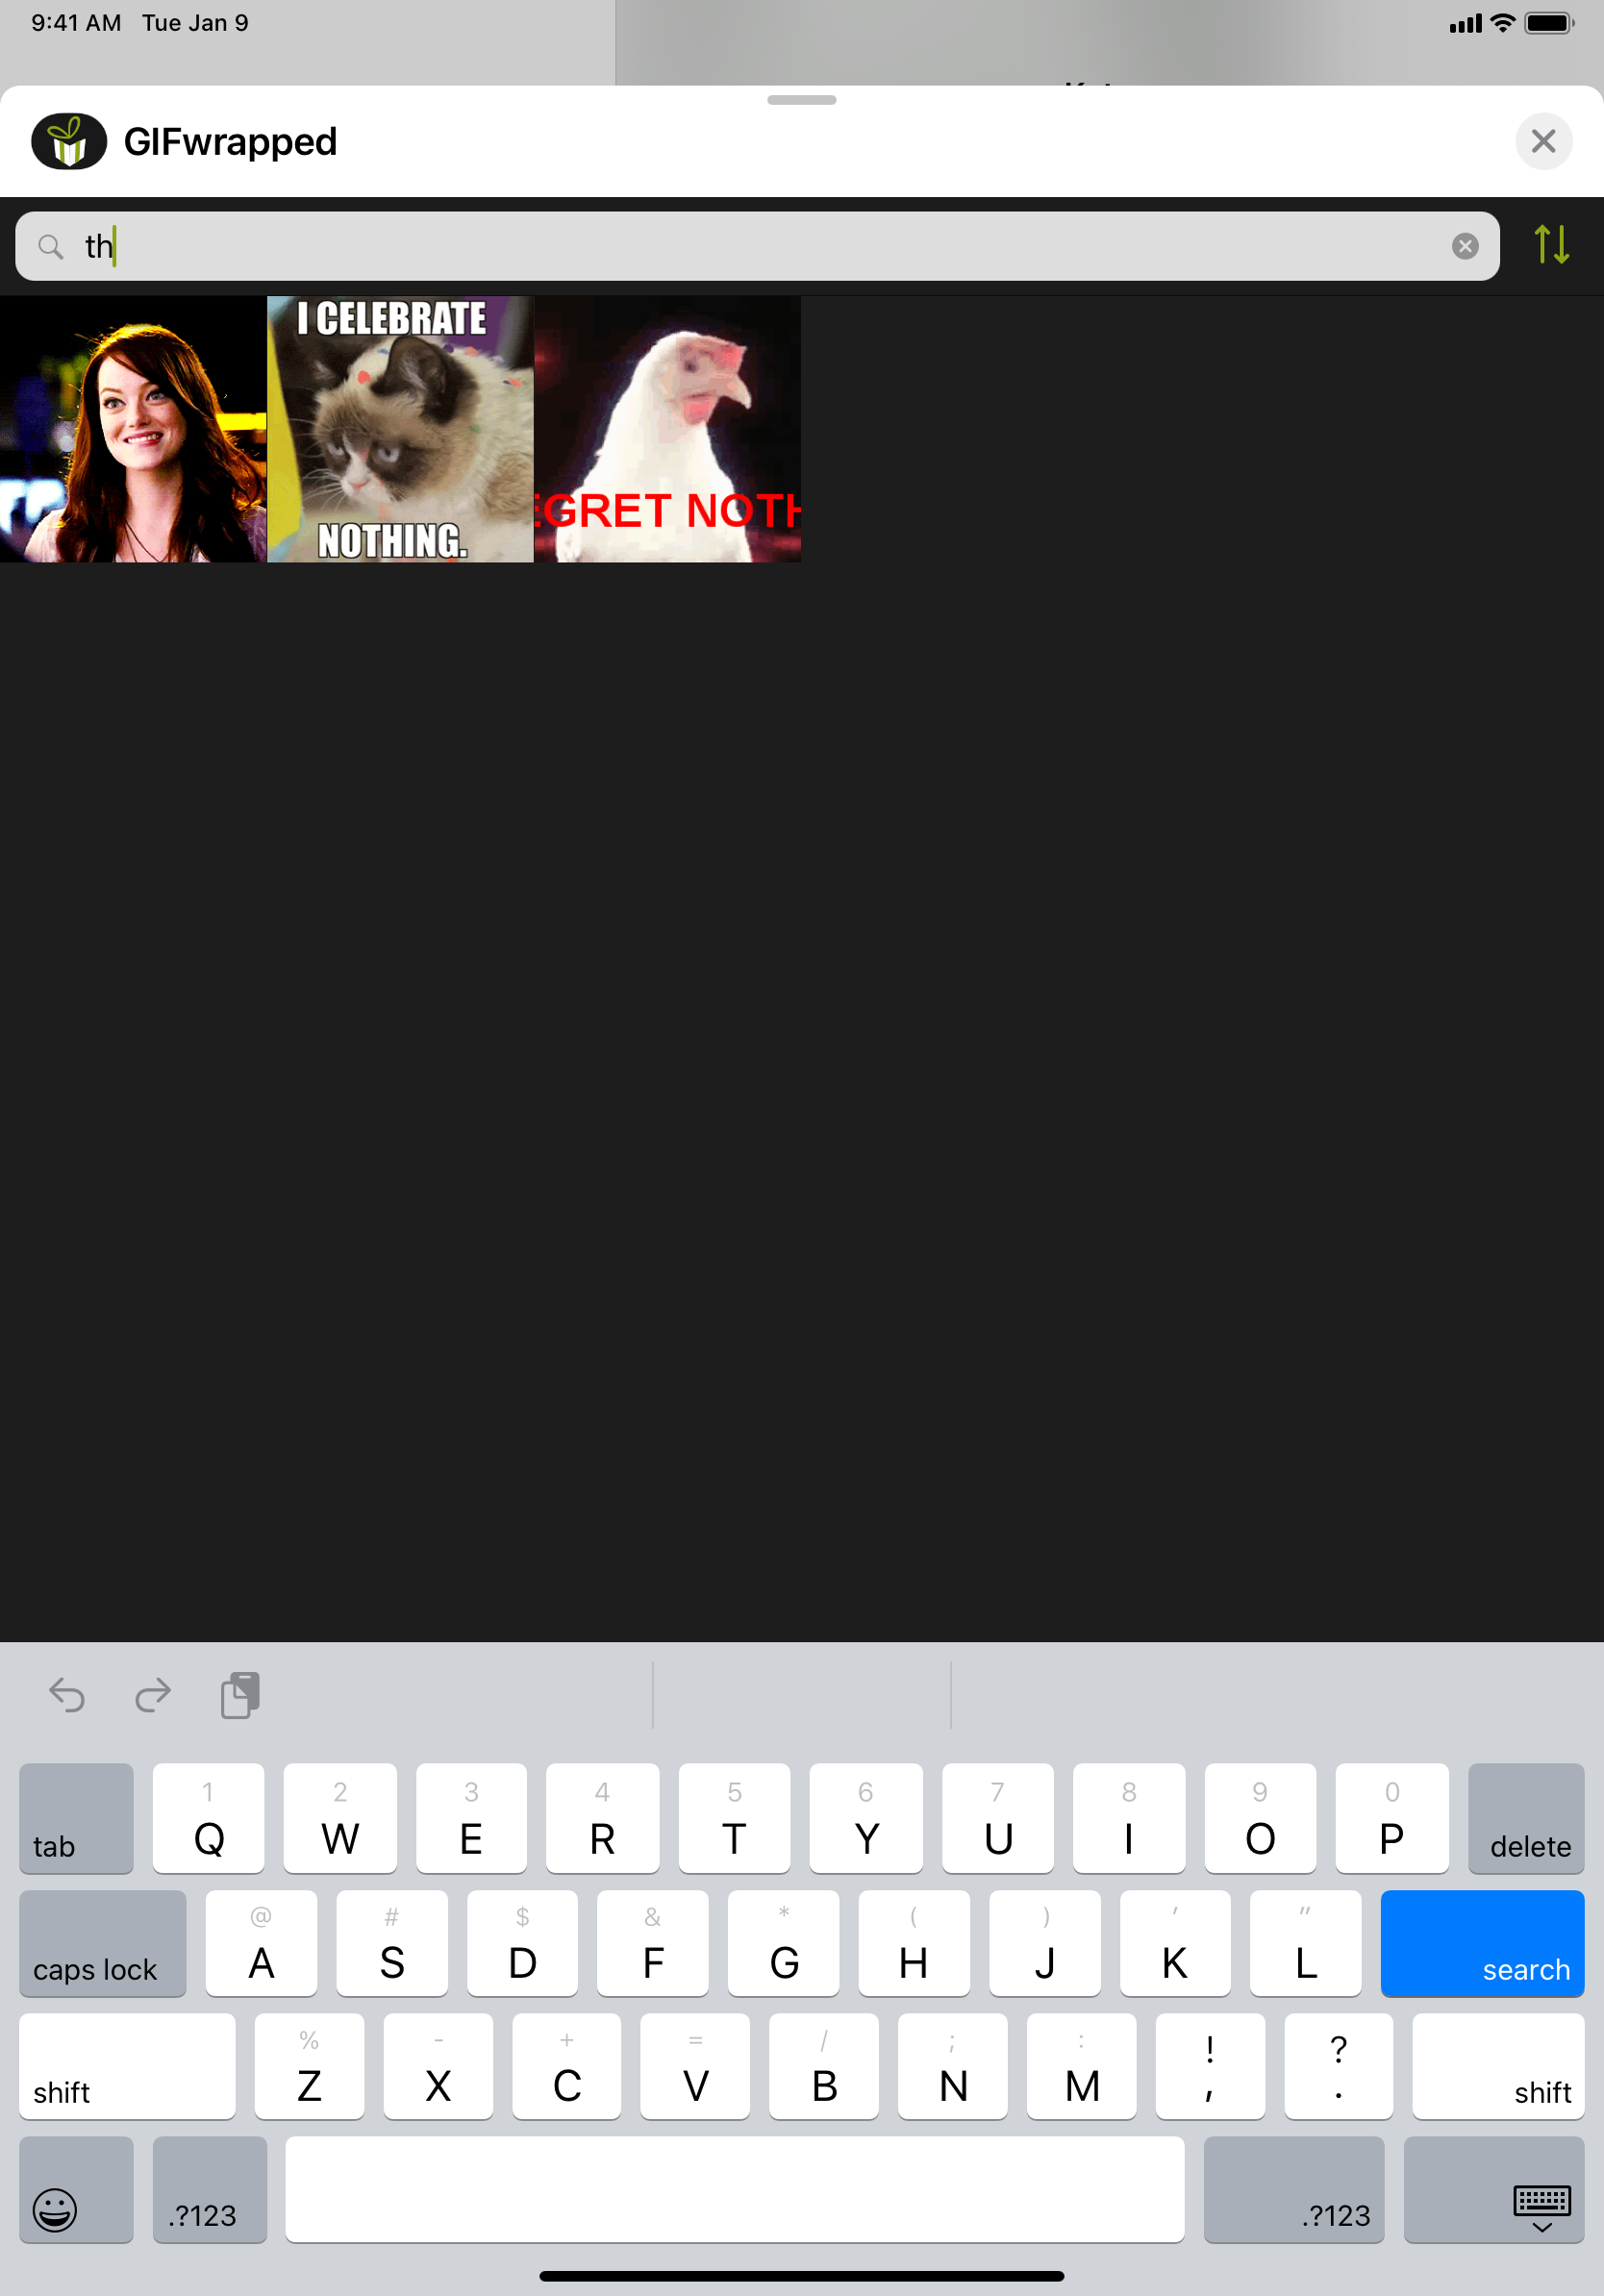 9:41 AM Tue Jan 9
GIFwrapped
th
I CELEBRATE
NOTHING.
EGRET NOTH
tab
1 2 3 4 5 6 7 8 9 0
Q W E R T Y U I O P
delete
caps lock
@ # $ & * ( ) ' "
A S D F G H J K L
search
shift
% - + = / ; : ! ?
Z X C V B N M , .
shift
.?123
.?123